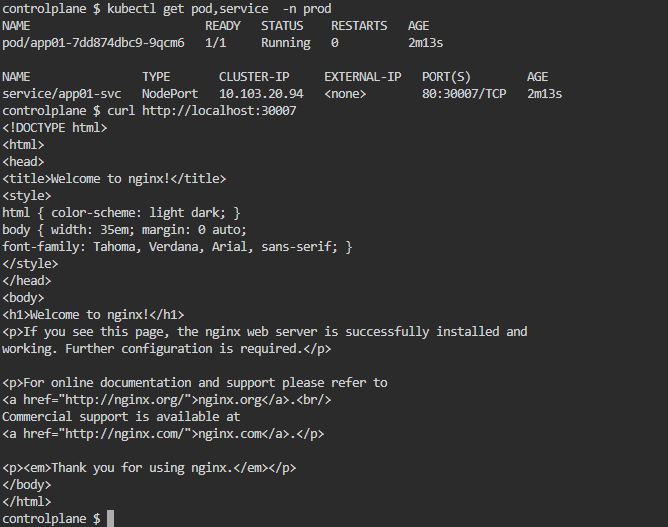 controlplane $ kubectl get pod,service  -n prod
NAME                         READY   STATUS    RESTARTS   AGE
pod/app01-7dd874dbc9-9qcm6   1/1     Running   0          2m13s

NAME                TYPE       CLUSTER-IP     EXTERNAL-IP   PORT(S)        AGE
service/app01-svc   NodePort   10.103.20.94   <none>        80:30007/TCP   2m13s
controlplane $ curl http://localhost:30007
<!DOCTYPE html>
<html>
<head>
<title>Welcome to nginx!</title>
<style>
html { color-scheme: light dark; }
body { width: 35em; margin: 0 auto;
font-family: Tahoma, Verdana, Arial, sans-serif; }
</style>
</head>
<body>
<h1>Welcome to nginx!</h1>
<p>If you see this page, the nginx web server is successfully installed and
working. Further configuration is required.</p>

<p>For online documentation and support please refer to
<a href="http://nginx.org/">nginx.org</a>.<br/>
Commercial support is available at
<a href="http://nginx.com/">nginx.com</a>.</p>

<p><em>Thank you for using nginx.</em></p>
</body>
</html>
controlplane $